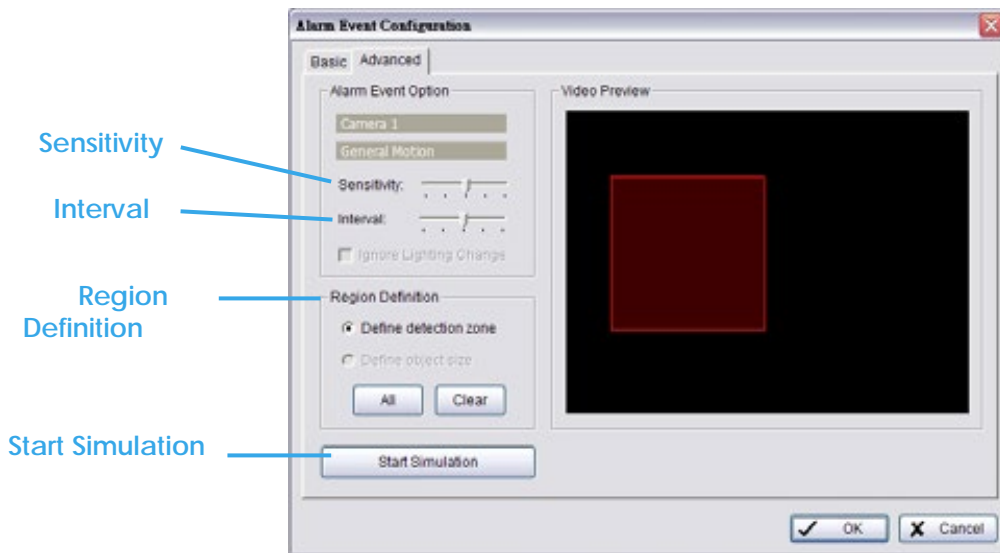 Alarm Event Configuration
Basic
Advanced
Alarm Event Option
Camera 1
General Motion
Sensitivity:
Interval:
Ignore Lighting Change
Region Definition
Define detection zone
Define object size
All
Clear
Start Simulation
Video Preview
OK
Cancel
Sensitivity
Interval
Region
Definition
Start Simulation